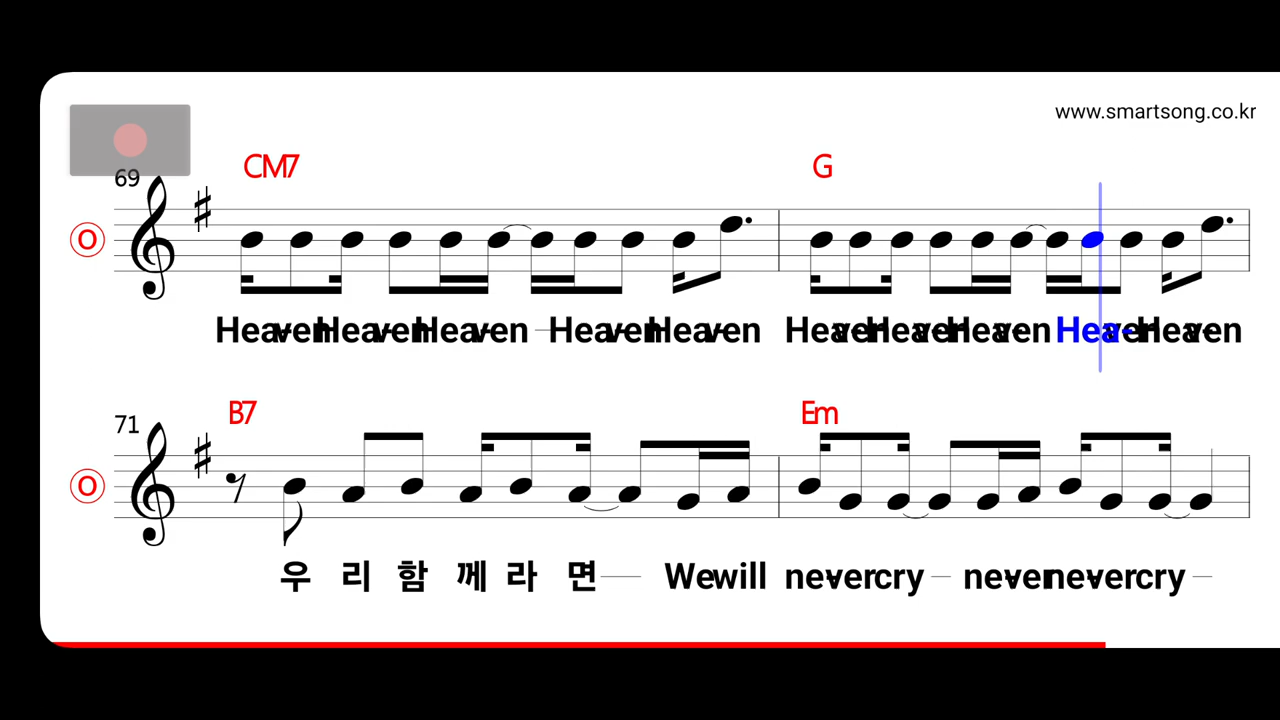 www.smartsong.co.kr
CM7 G
69
O
Heaven Heaven Heaven Heaven Heaven Heaven Heaven Heaven Heaven Heaven
B7 Em
71
O
우 리 함 께 라 면 We will never cry never never cry